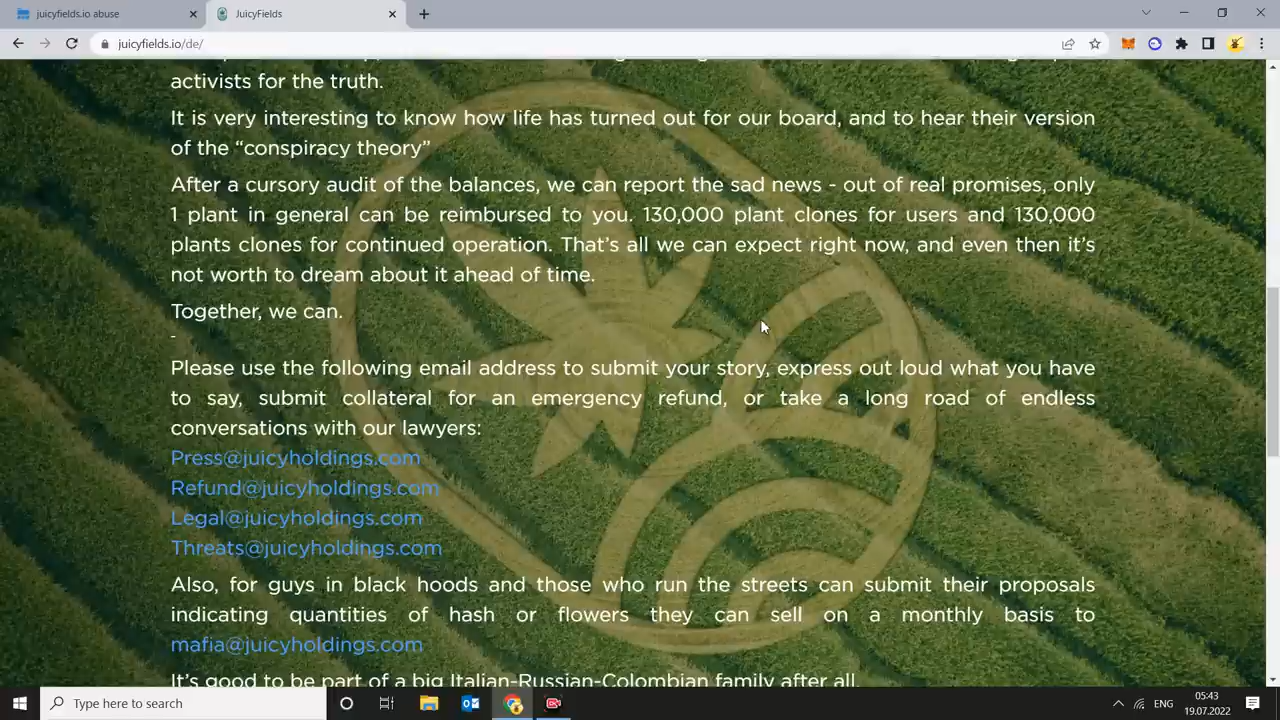 juicyfields.io abuse
JuicyFields
juicyfields.io/de/
activists for the truth.
It is very interesting to know how life has turned out for our board, and to hear their version
of the “conspiracy theory”
After a cursory audit of the balances, we can report the sad news - out of real promises, only
1 plant in general can be reimbursed to you. 130,000 plant clones for users and 130,000
plants clones for continued operation. That’s all we can expect right now, and even then it’s
not worth to dream about it ahead of time.
Together, we can.
-
Please use the following email address to submit your story, express out loud what you have
to say, submit collateral for an emergency refund, or take a long road of endless
conversations with our lawyers:
Press@juicyholdings.com
Refund@juicyholdings.com
Legal@juicyholdings.com
Threats@juicyholdings.com
Also, for guys in black hoods and those who run the streets can submit their proposals
indicating quantities of hash or flowers they can sell on a monthly basis to
mafia@juicyholdings.com
It’s good to be part of a big Italian-Russian-Colombian family after all.
Type here to search
ENG
05:43
19.07.2022